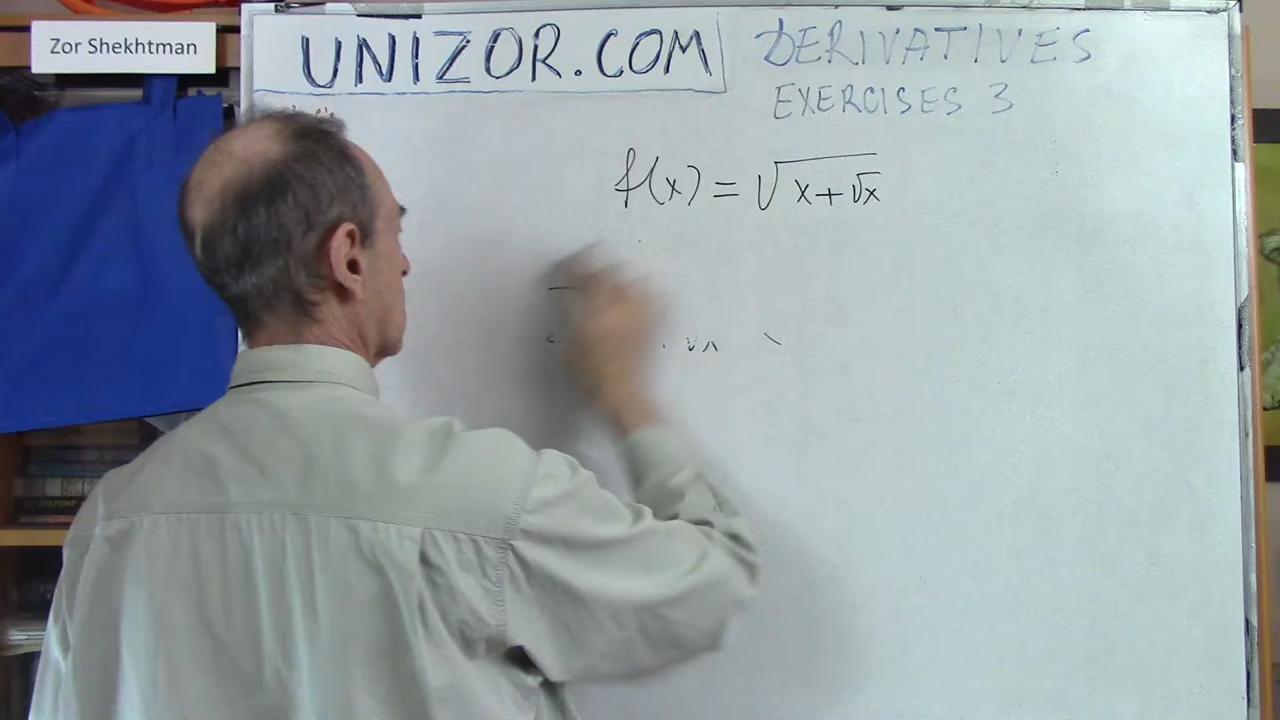 Zor Shekhtman
UNIZOR.COM
DERIVATIVES
EXERCISES 3
f(x) = √(x+√x)